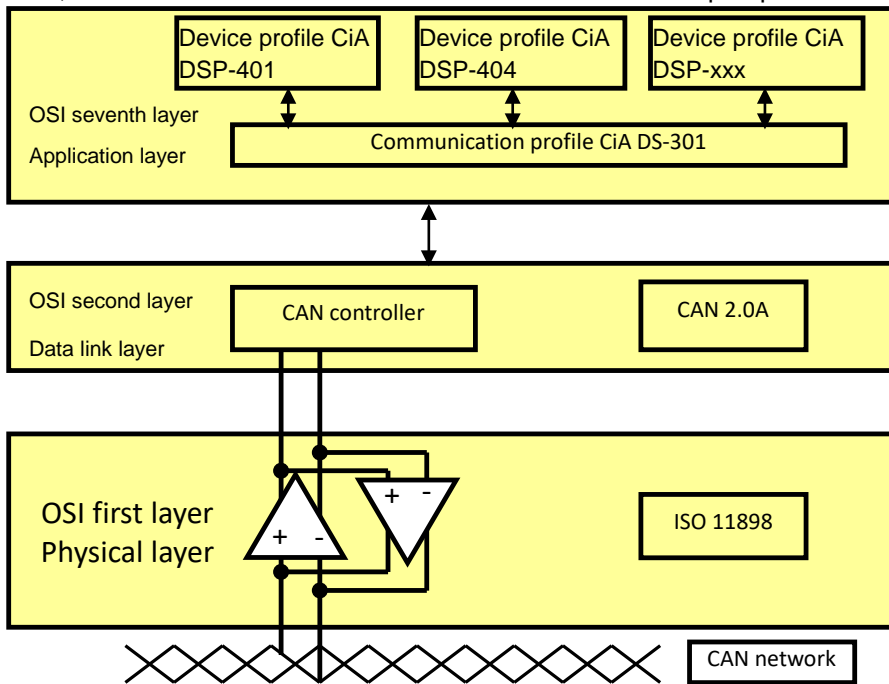 Device profile CiA
DSP-401
Device profile CiA
DSP-404
Device profile CiA
DSP-xxx
OSI seventh layer
Application layer
Communication profile CiA DS-301
OSI second layer
Data link layer
CAN controller
CAN 2.0A
OSI first layer
Physical layer
+ -
+ -
ISO 11898
CAN network